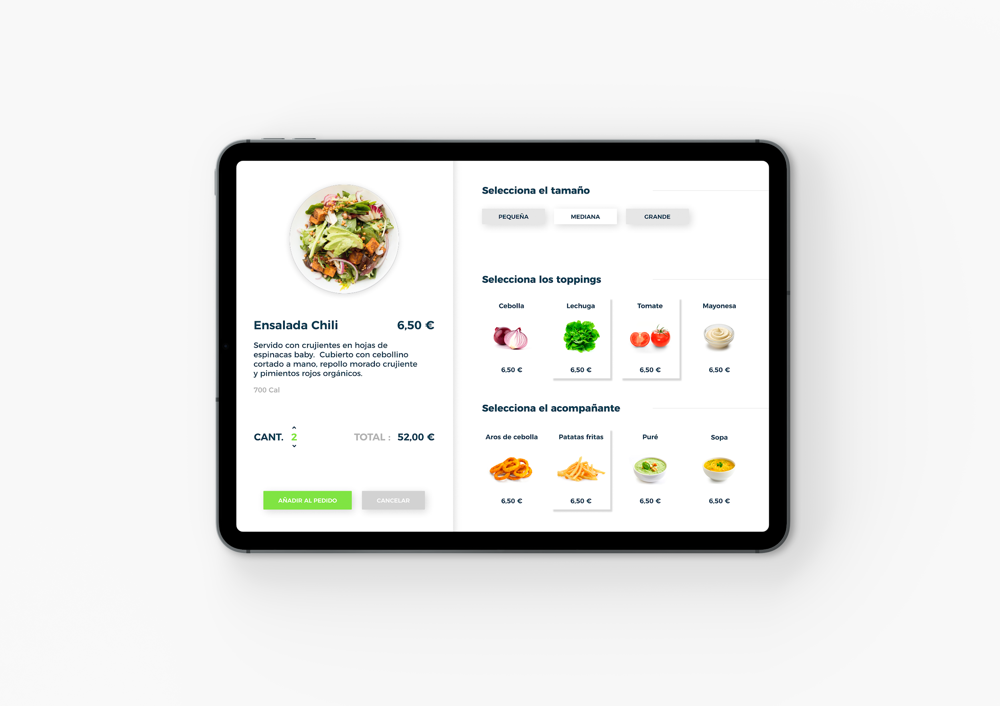 Ensalada Chili 6,50 €
Servido con crujientes en hojas de
espinacas baby.  Cubierto con cebollino
cortado a mano, repollo morado crujiente
y pimientos rojos orgánicos.
700 Cal
CANT. 2 TOTAL : 52,00 €
AÑADIR AL PEDIDO CANCELAR
Selecciona el tamaño
PEQUEÑA MEDIANA GRANDE
Selecciona los toppings
Cebolla Lechuga Tomate Mayonesa
6,50 € 6,50 € 6,50 € 6,50 €
Selecciona el acompañante
Aros de cebolla Patatas fritas Puré Sopa
6,50 € 6,50 € 6,50 € 6,50 €